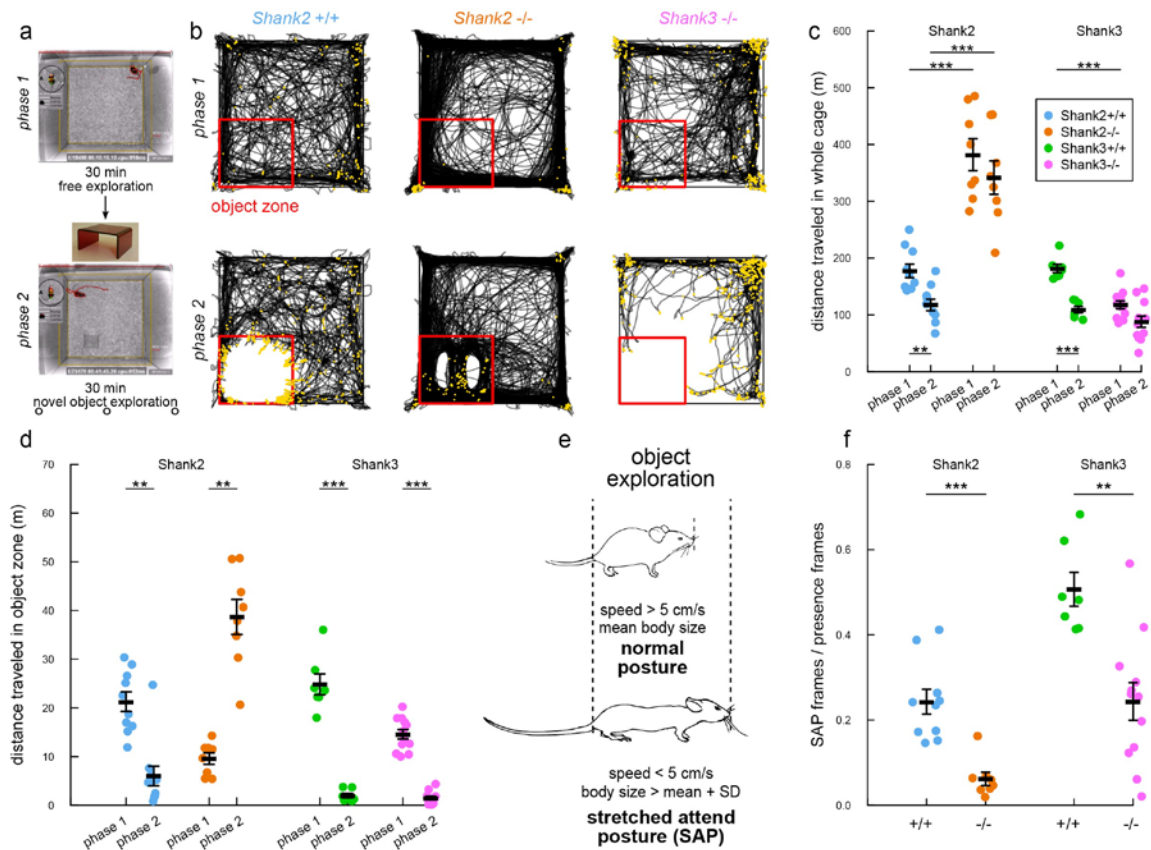 a
b
Shank2 +/+
Shank2 -/-
Shank3 -/-
phase 1
30 min
free exploration
object zone
phase 1
phase 2
30 min
novel object exploration
phase 2
c
Shank2
Shank3
distance traveled in whole cage (m)
600
500
400
300
200
100
0
***
***
***
**
***
Shank2+/+
Shank2-/-
Shank3+/+
Shank3-/-
phase 1
phase 2
phase 1
phase 2
phase 1
phase 2
phase 1
phase 2
d
Shank2
Shank3
distance traveled in object zone (m)
70
60
50
40
30
20
10
0
**
**
***
***
phase 1
phase 2
phase 1
phase 2
phase 1
phase 2
phase 1
phase 2
e
object
exploration
speed > 5 cm/s
mean body size
normal
posture
speed < 5 cm/s
body size > mean + SD
stretched attend
posture (SAP)
f
Shank2
Shank3
SAP frames / presence frames
0.8
0.6
0.4
0.2
0.0
***
**
+/+
-/-
+/+
-/-